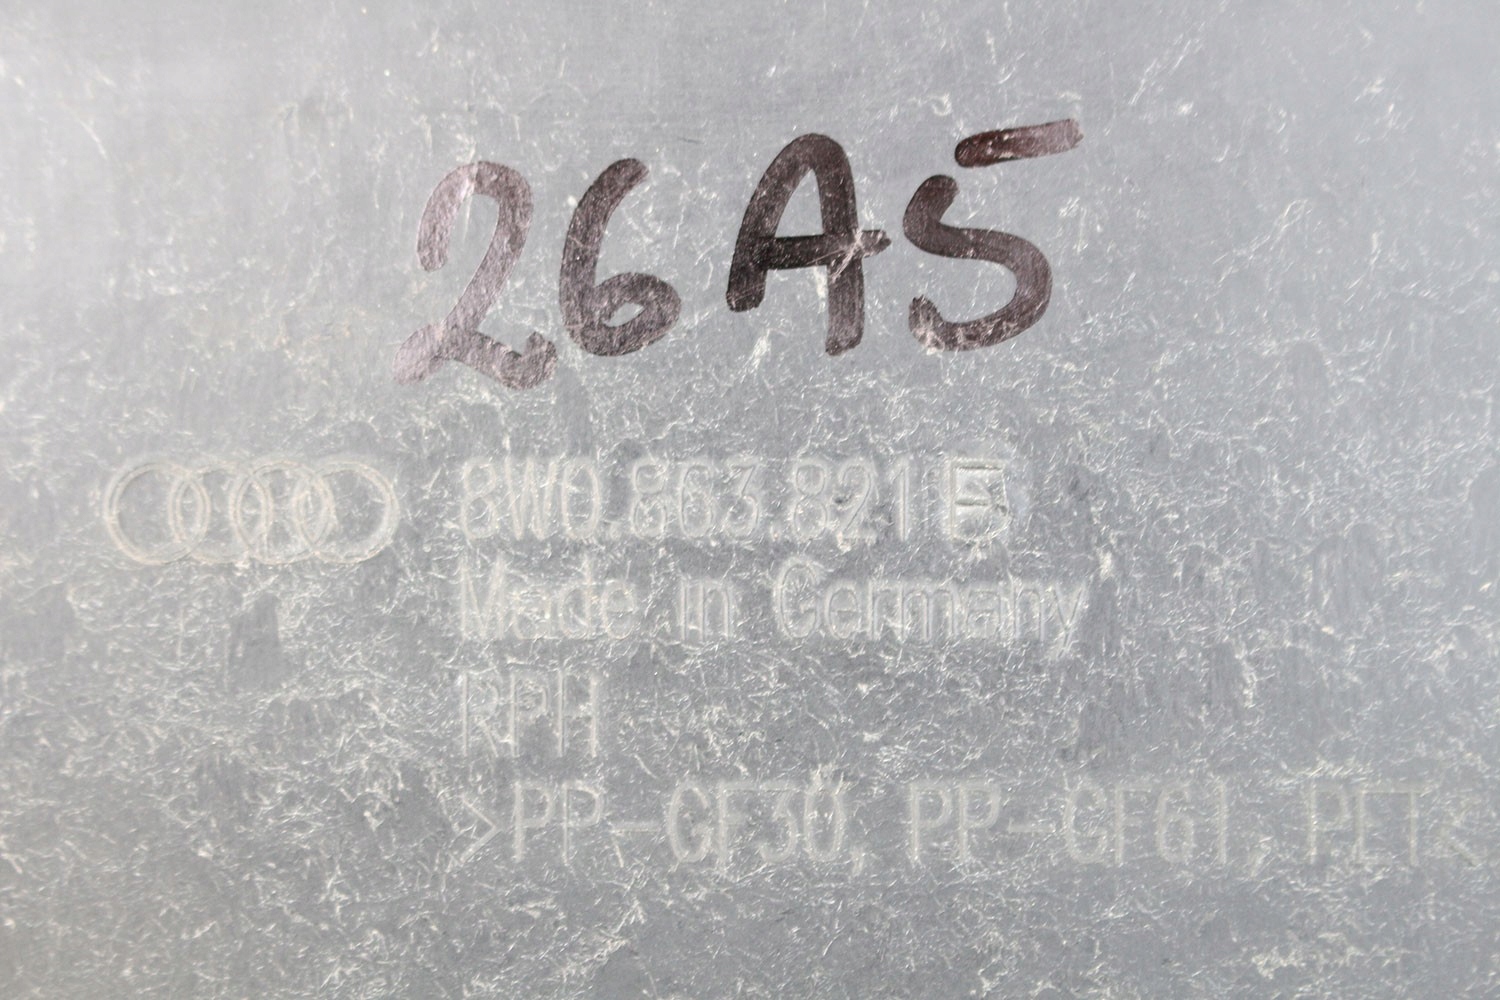 26A5
8W0.863.821
Made in Germany
RPH
>PP-GF30, PP-GF61, PET<